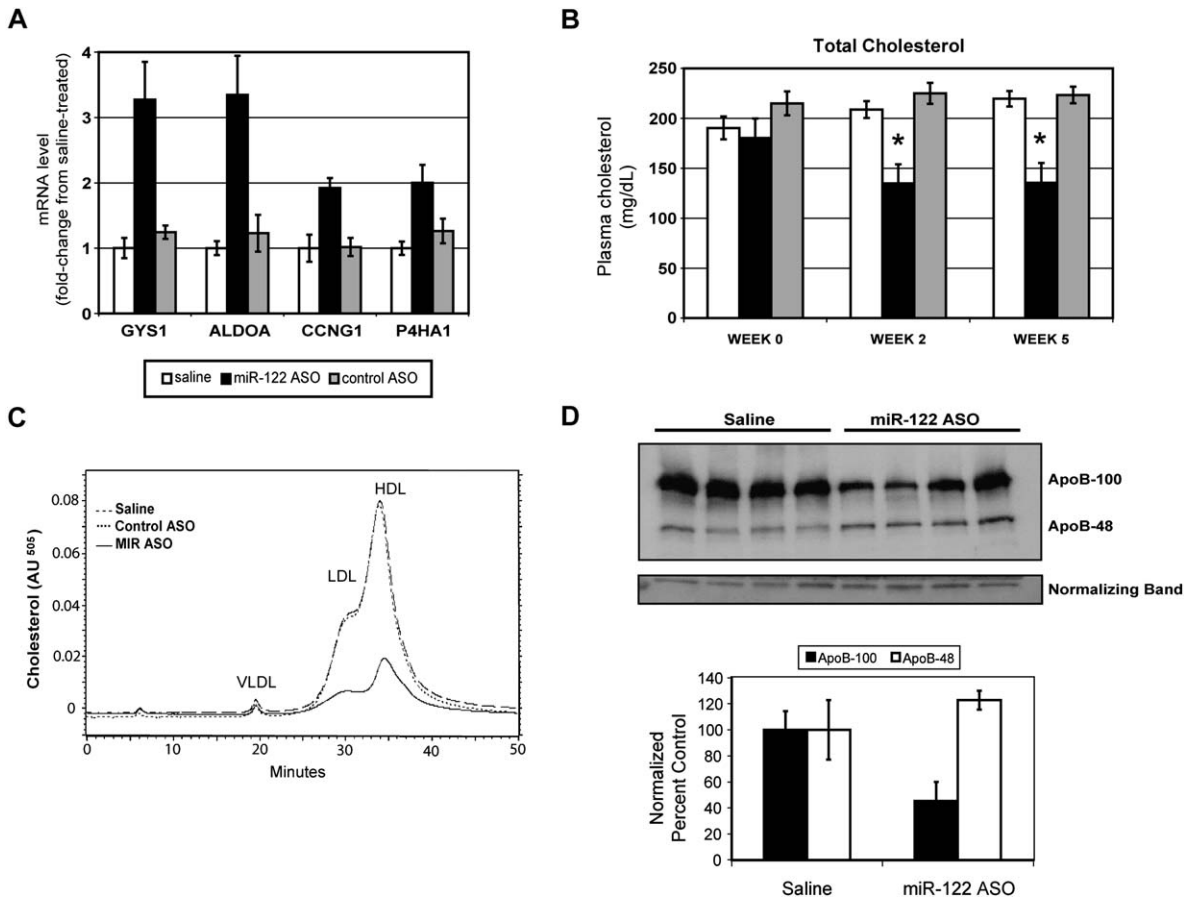 A
mRNA level
(fold-change from saline-treated)
4
3
2
1
0
GYS1 ALDOA CCNG1 P4HA1
saline miR-122 ASO control ASO
B
Total Cholesterol
Plasma cholesterol
(mg/dL)
250
200
150
100
50
0
* *
WEEK 0 WEEK 2 WEEK 5
C
Cholesterol (AU 505)
0.08
0.06
0.04
0.02
0
Saline
Control ASO
MIR ASO
HDL
LDL
VLDL
0 10 20 30 40 50
Minutes
D
Saline miR-122 ASO
ApoB-100
ApoB-48
Normalizing Band
ApoB-100 ApoB-48
Normalized
Percent Control
140
120
100
80
60
40
20
0
Saline miR-122 ASO